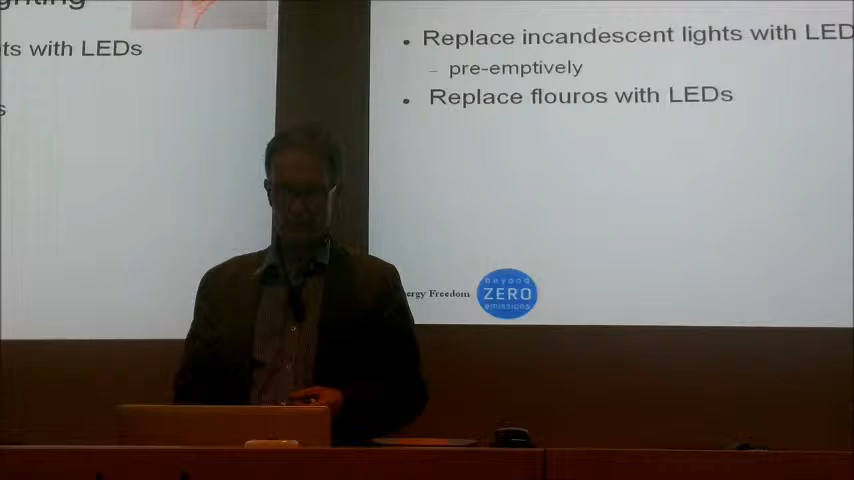 ghting
ts with LEDs
s
• Replace incandescent lights with LED
– pre-emptively
• Replace flouros with LEDs
ergy Freedom
beyond
ZERO
emissions